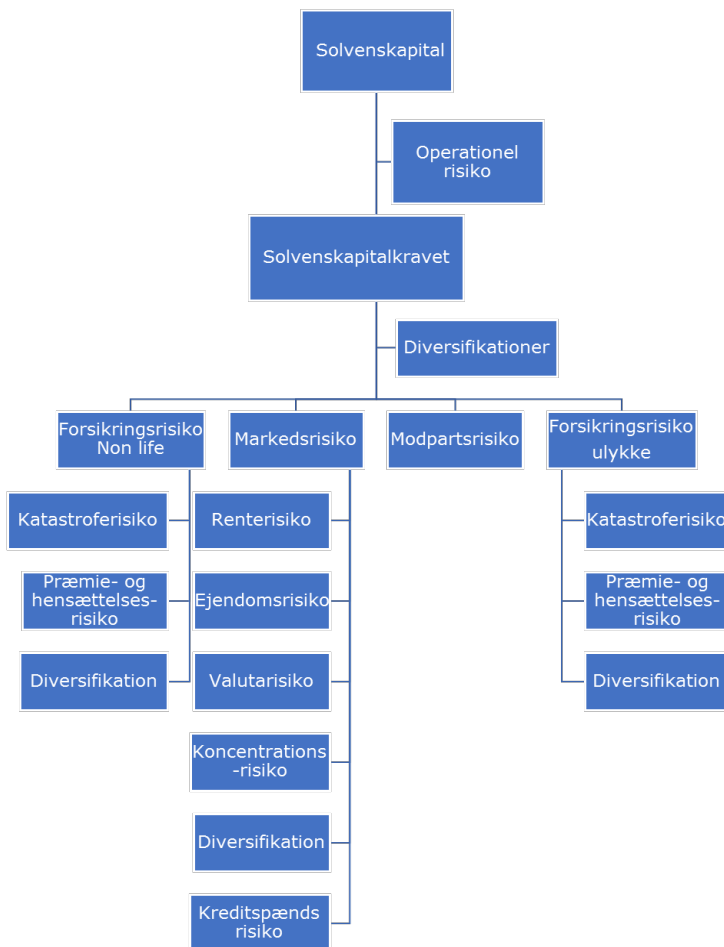 Solvenskapital
Operationel
risiko
Solvenskapitalkravet
Diversifikationer
Forsikringsrisiko
Non life
Markedsrisiko
Modpartsrisiko
Forsikringsrisiko
ulykke
Katastroferisiko
Præmie- og
hensættelses-
risiko
Diversifikation
Renterisiko
Ejendomsrisiko
Valutarisiko
Koncentrations
-risiko
Diversifikation
Kreditspænds
risiko
Katastroferisiko
Præmie- og
hensættelses-
risiko
Diversifikation